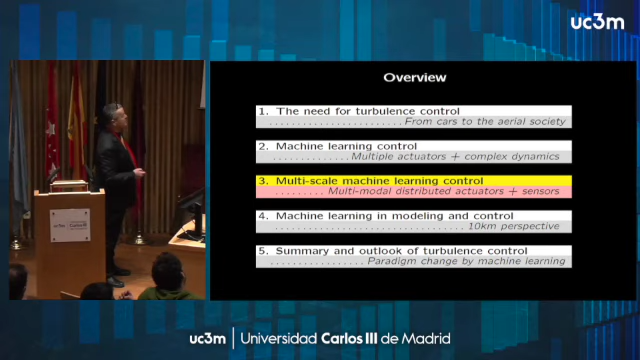 uc3m
Overview
1. The need for turbulence control
........................From cars to the aerial society
2. Machine learning control
..............Multiple actuators + complex dynamics
3. Multi-scale machine learning control
.........Multi-modal distributed actuators + sensors
4. Machine learning in modeling and control
....................................10km perspective
5. Summary and outlook of turbulence control
.................Paradigm change by machine learning
uc3m | Universidad Carlos III de Madrid